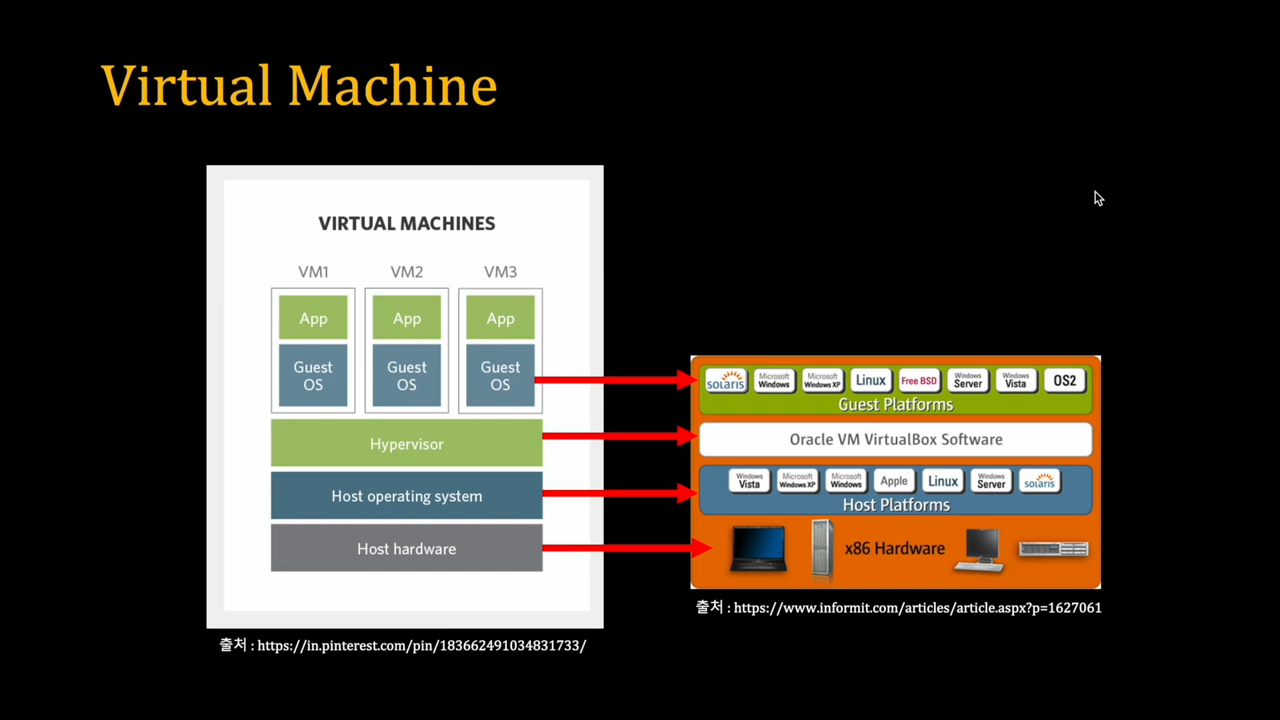 Virtual Machine
VIRTUAL MACHINES
VM1 VM2 VM3
App App App
Guest Guest Guest
OS OS OS
Hypervisor
Host operating system
Host hardware
출처 : https://in.pinterest.com/pin/183662491034831733/
solaris Microsoft Windows Microsoft Windows XP Linux Free BSD Windows Server Windows Vista OS2
Guest Platforms
Oracle VM VirtualBox Software
Windows Vista Microsoft Windows XP Microsoft Windows Apple Linux Windows Server solaris
Host Platforms
x86 Hardware
출처 : https://www.informit.com/articles/article.aspx?p=1627061